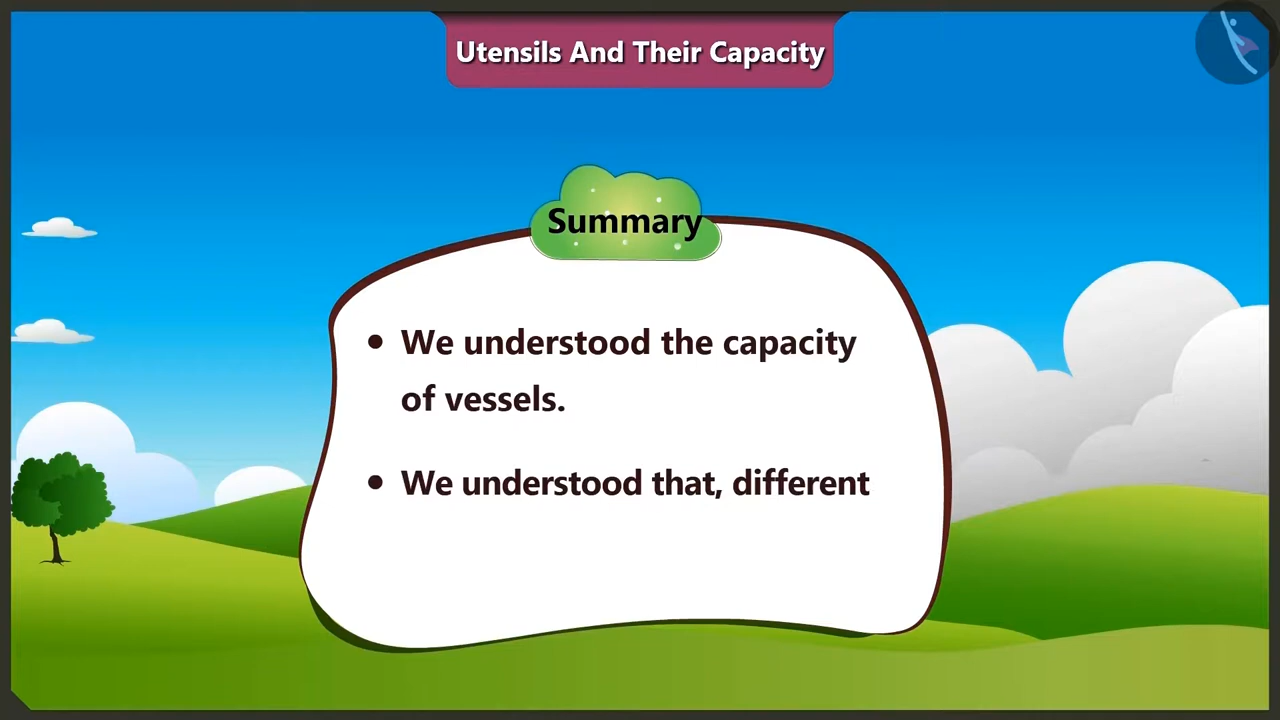 Utensils And Their Capacity
Summary
• We understood the capacity
of vessels.
• We understood that, different